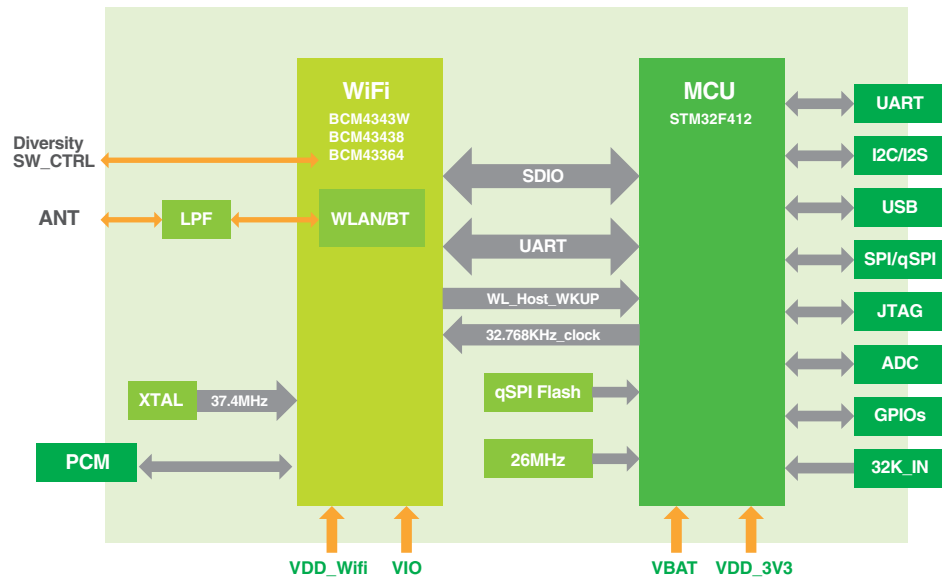 WiFi
BCM4343W
BCM43438
BCM43364
MCU
STM32F412
Diversity
SW_CTRL
ANT
LPF
WLAN/BT
SDIO
UART
WL_Host_WKUP
32.768KHz_clock
XTAL
37.4MHz
PCM
qSPI Flash
26MHz
UART
I2C/I2S
USB
SPI/qSPI
JTAG
ADC
GPIOs
32K_IN
VDD_Wifi
VIO
VBAT
VDD_3V3